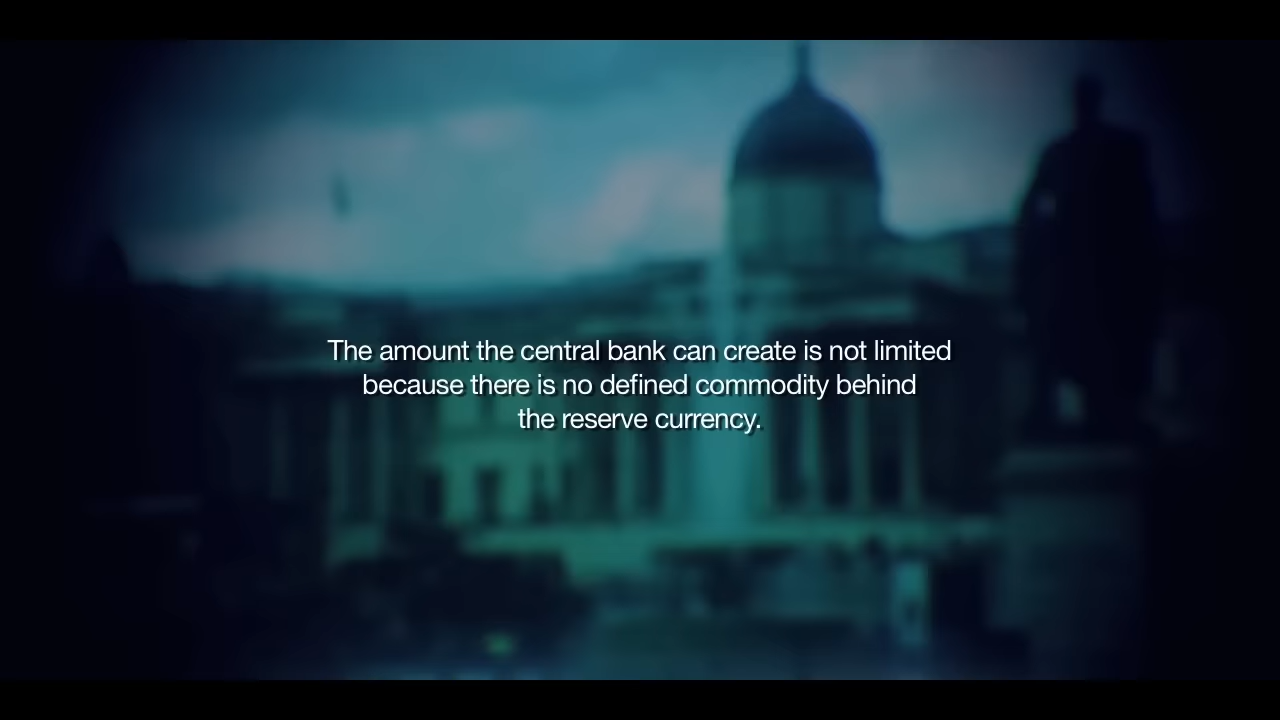 The amount the central bank can create is not limited
because there is no defined commodity behind
the reserve currency.